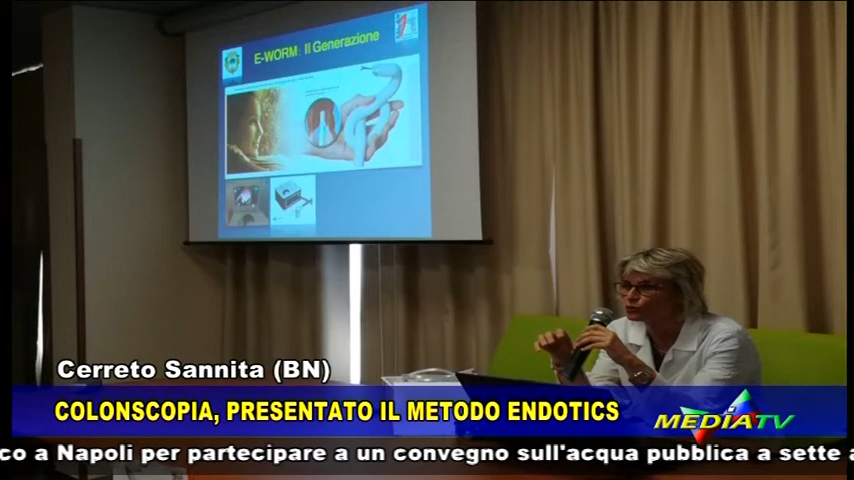 E-WORM: II Generazione
Cerreto Sannita (BN)
COLONSCOPIA, PRESENTATO IL METODO ENDOTICS
MEDIATV
co a Napoli per partecipare a un convegno sull'acqua pubblica a sette a